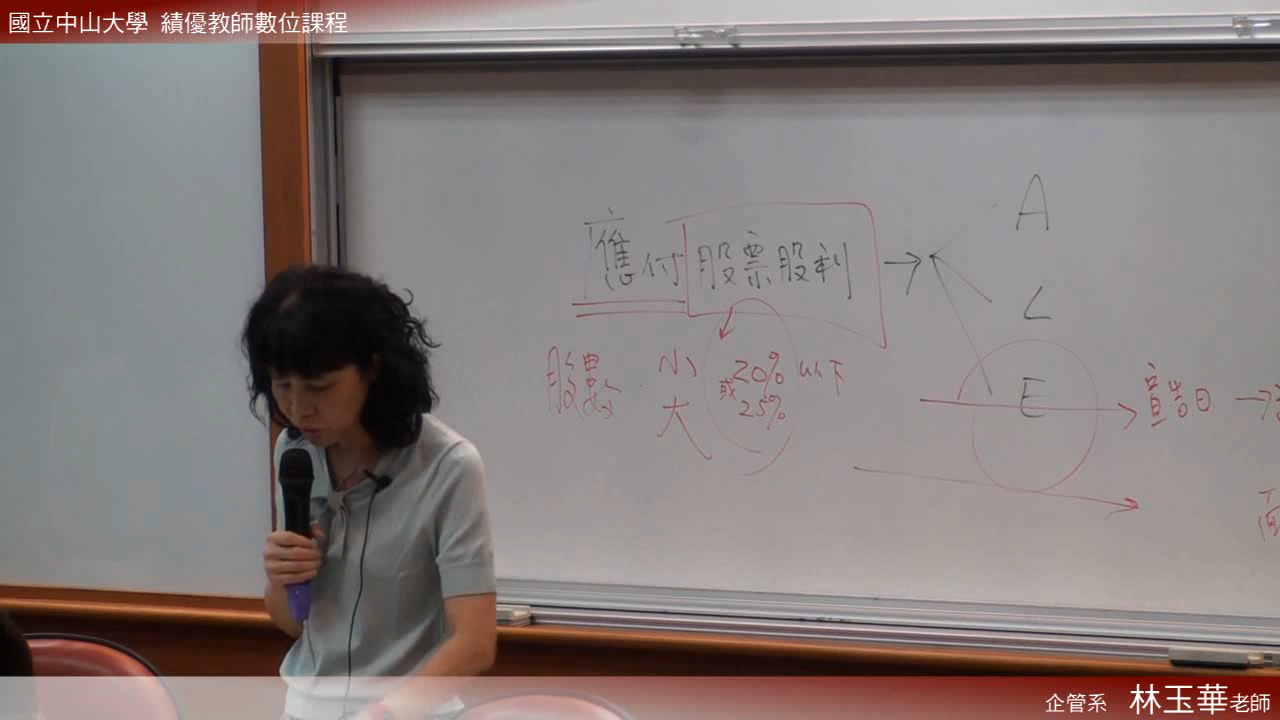 國立中山大學 績優教師數位課程
應付股票股利 → A
L
股數 小 20% 以下
或
大 25%
E → 宣告日 →
企管系 林玉華老師